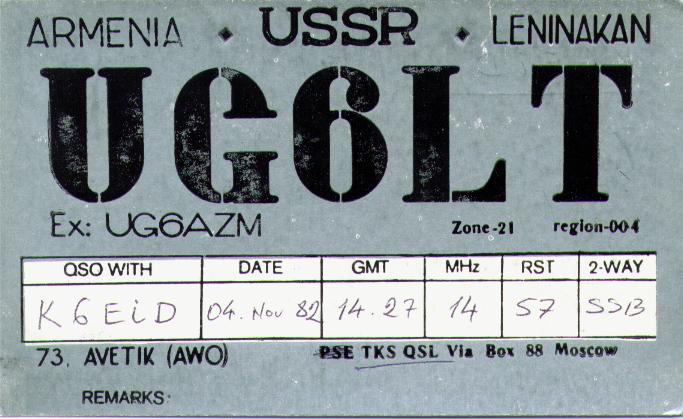 ARMENIA • USSR • LENINAKAN
UG6LT
Ex: UG6AZM Zone-21 region-004
QSO WITH DATE GMT MHz RST 2-WAY
K6EiD 04. Nov 82 14.27 14 57 SSB
73, AVETIK (AWO) PSE TKS QSL Via Box 88 Moscow
REMARKS: